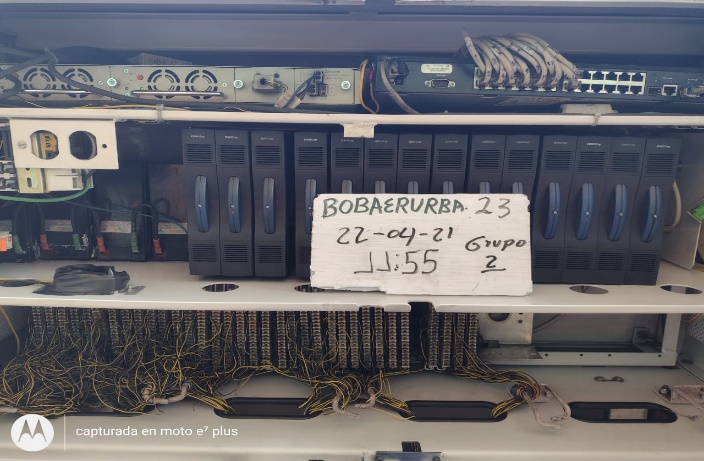 BOBAERURBA 23
22-04-21
Grupo
11:55
2
capturada en moto e⁷ plus